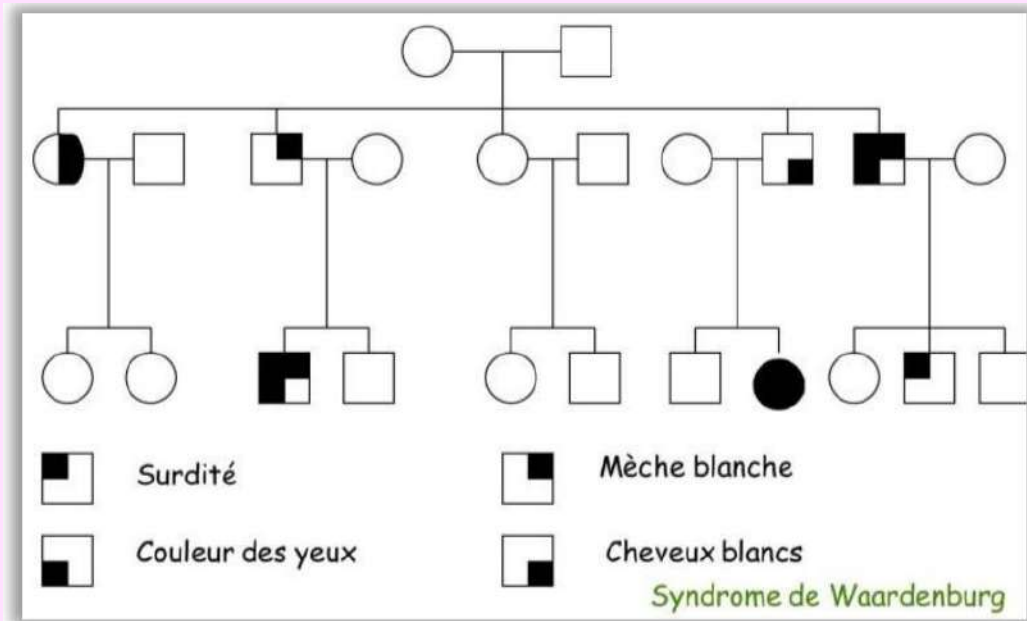 Surdité
Mèche blanche
Couleur des yeux
Cheveux blancs
Syndrome de Waardenburg